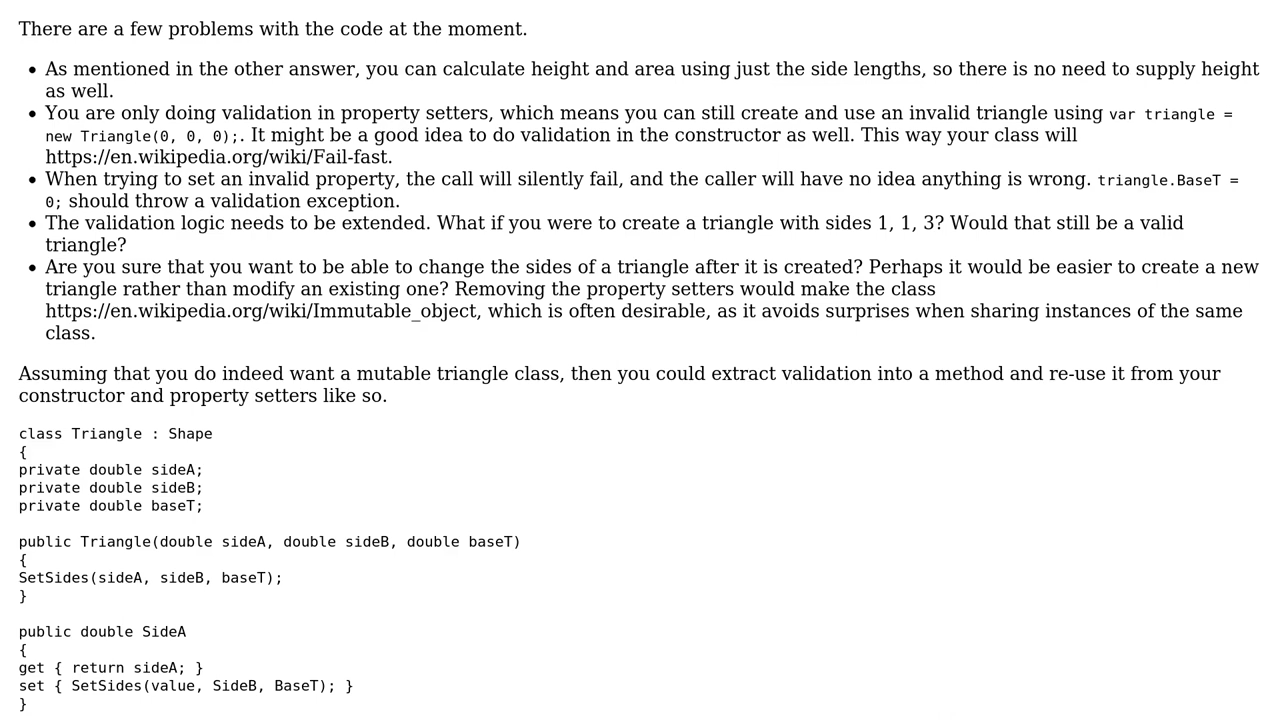 There are a few problems with the code at the moment.
As mentioned in the other answer, you can calculate height and area using just the side lengths, so there is no need to supply height
as well.
You are only doing validation in property setters, which means you can still create and use an invalid triangle using var triangle =
new Triangle(0, 0, 0);. It might be a good idea to do validation in the constructor as well. This way your class will
https://en.wikipedia.org/wiki/Fail-fast.
When trying to set an invalid property, the call will silently fail, and the caller will have no idea anything is wrong. triangle.BaseT =
0; should throw a validation exception.
The validation logic needs to be extended. What if you were to create a triangle with sides 1, 1, 3? Would that still be a valid
triangle?
Are you sure that you want to be able to change the sides of a triangle after it is created? Perhaps it would be easier to create a new
triangle rather than modify an existing one? Removing the property setters would make the class
https://en.wikipedia.org/wiki/Immutable_object, which is often desirable, as it avoids surprises when sharing instances of the same
class.
Assuming that you do indeed want a mutable triangle class, then you could extract validation into a method and re-use it from your
constructor and property setters like so.
class Triangle : Shape
{
private double sideA;
private double sideB;
private double baseT;
public Triangle(double sideA, double sideB, double baseT)
{
SetSides(sideA, sideB, baseT);
}
public double SideA
{
get { return sideA; }
set { SetSides(value, SideB, BaseT); }
}